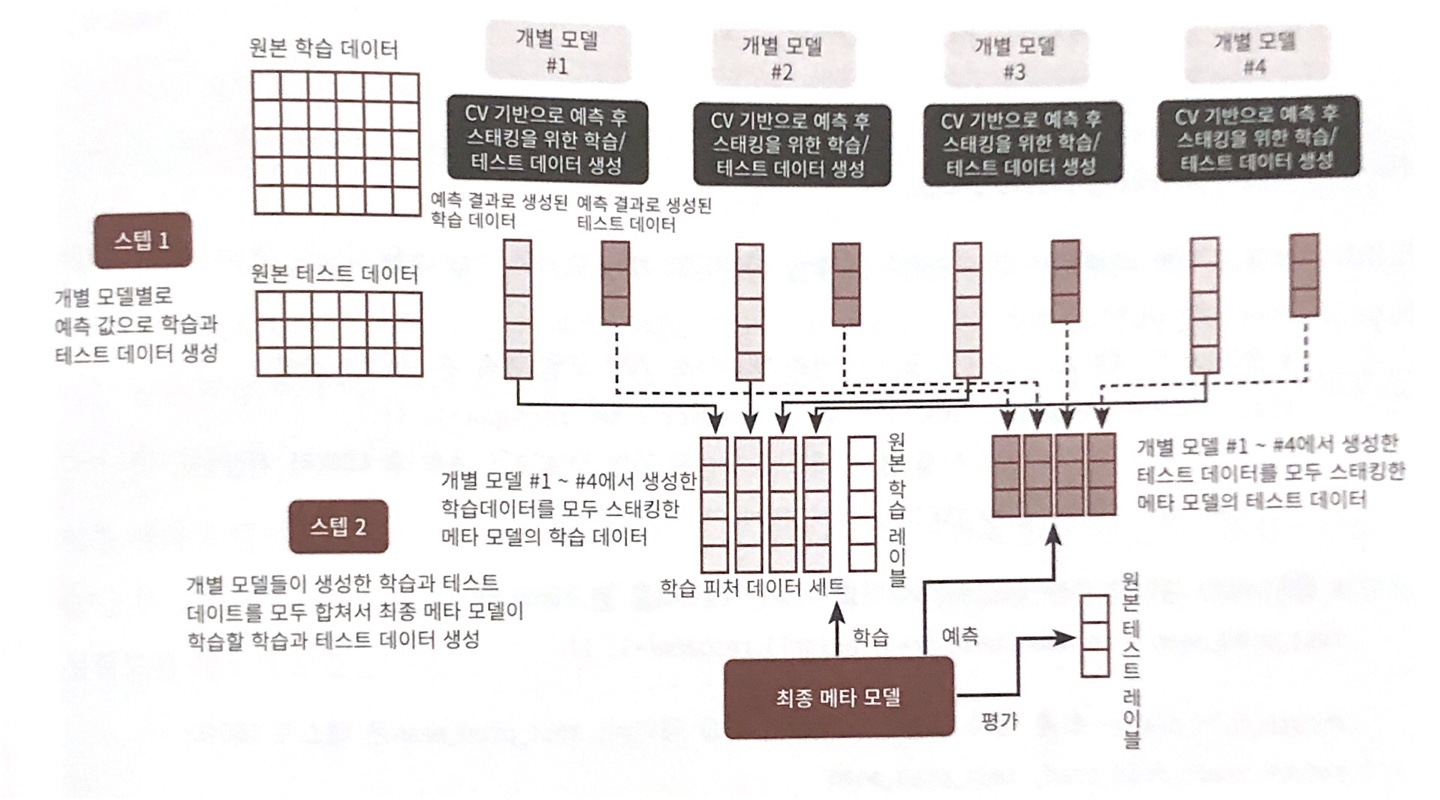 원본 학습 데이터
개별 모델
#1
개별 모델
#2
개별 모델
#3
개별 모델
#4
CV 기반으로 예측 후
스태킹을 위한 학습/
테스트 데이터 생성
CV 기반으로 예측 후
스태킹을 위한 학습/
테스트 데이터 생성
CV 기반으로 예측 후
스태킹을 위한 학습/
테스트 데이터 생성
CV 기반으로 예측 후
스태킹을 위한 학습/
테스트 데이터 생성
예측 결과로 생성된
학습 데이터
예측 결과로 생성된
테스트 데이터
스텝 1
개별 모델별로
예측 값으로 학습과
테스트 데이터 생성
원본 테스트 데이터
개별 모델 #1 ~ #4에서 생성한
학습데이터를 모두 스태킹한
메타 모델의 학습 데이터
원본 학습 레이블
개별 모델 #1 ~ #4에서 생성한
테스트 데이터를 모두 스태킹한
메타 모델의 테스트 데이터
스텝 2
개별 모델들이 생성한 학습과 테스트
데이트를 모두 합쳐서 최종 메타 모델이
학습할 학습과 테스트 데이터 생성
학습 피처 데이터 세트
학습
예측
원본 테스트 레이블
최종 메타 모델
평가